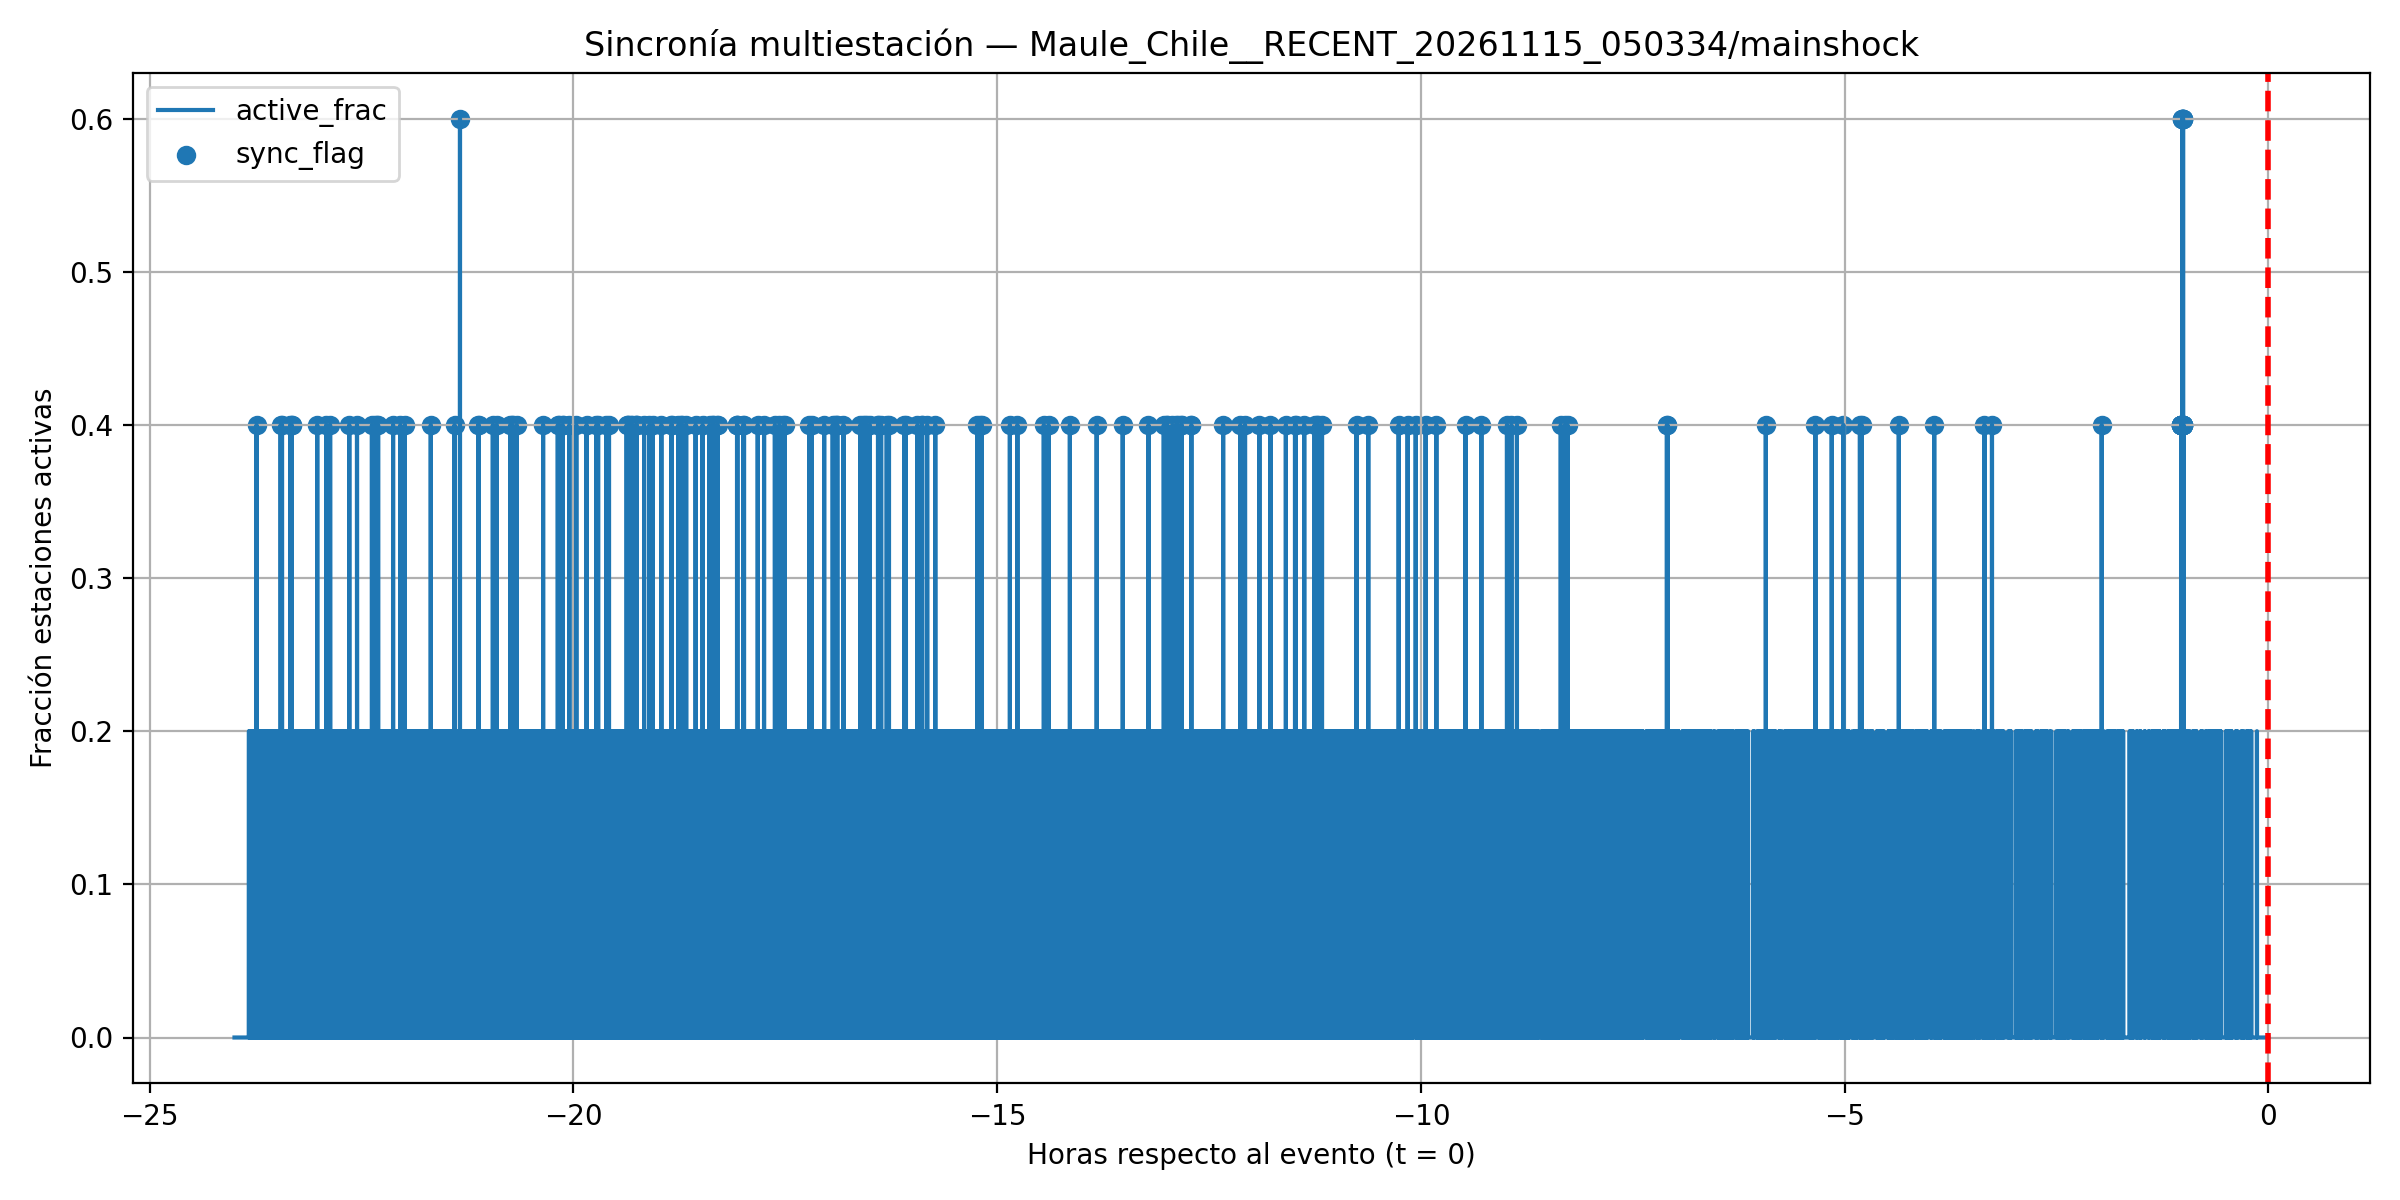 Sincronía multiestación — Maule_Chile__RECENT_20261115_050334/mainshock
active_frac
sync_flag
0.6
0.5
0.4
0.3
0.2
0.1
0.0
Fracción estaciones activas
−25
−20
−15
−10
−5
0
Horas respecto al evento (t = 0)